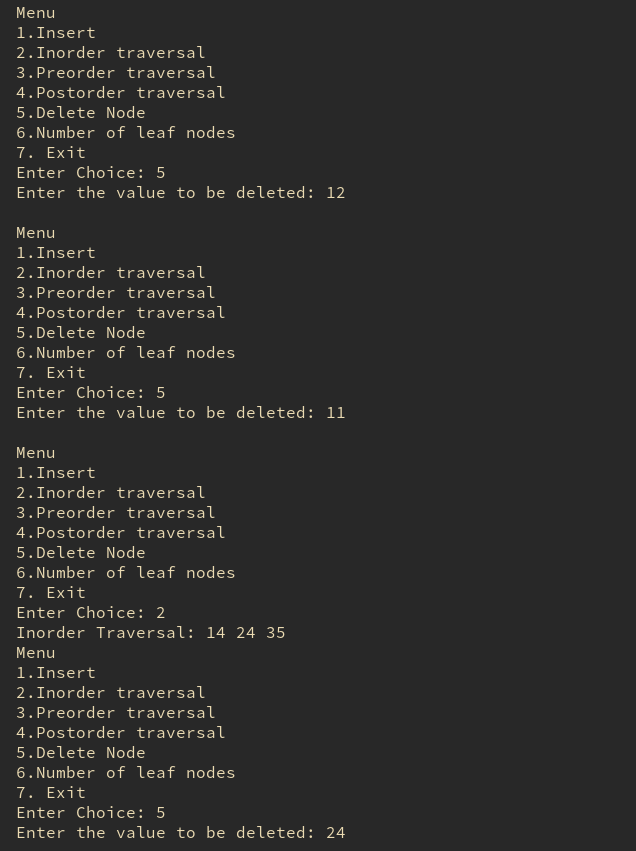 Menu
1.Insert
2.Inorder traversal
3.Preorder traversal
4.Postorder traversal
5.Delete Node
6.Number of leaf nodes
7. Exit
Enter Choice: 5
Enter the value to be deleted: 12
Menu
1.Insert
2.Inorder traversal
3.Preorder traversal
4.Postorder traversal
5.Delete Node
6.Number of leaf nodes
7. Exit
Enter Choice: 5
Enter the value to be deleted: 11
Menu
1.Insert
2.Inorder traversal
3.Preorder traversal
4.Postorder traversal
5.Delete Node
6.Number of leaf nodes
7. Exit
Enter Choice: 2
Inorder Traversal: 14 24 35
Menu
1.Insert
2.Inorder traversal
3.Preorder traversal
4.Postorder traversal
5.Delete Node
6.Number of leaf nodes
7. Exit
Enter Choice: 5
Enter the value to be deleted: 24